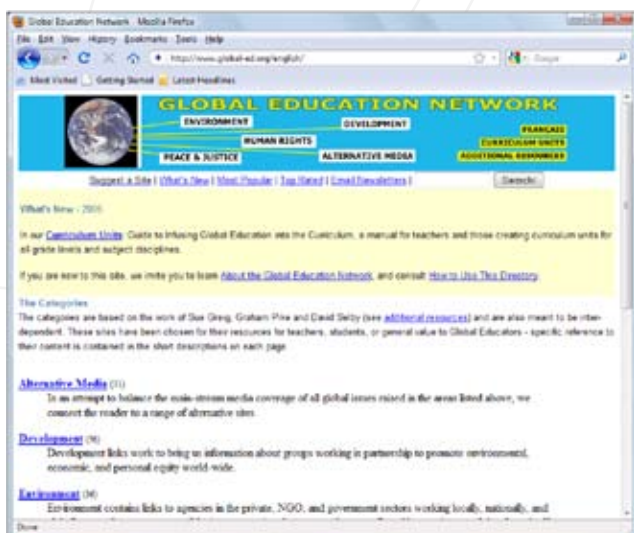 Global Education Network - Mozilla Firefox
File Edit View History Bookmarks Tools Help
http://www.global-ed.org/english/ Google
Most Visited Getting Started Latest Headlines
GLOBAL EDUCATION NETWORK
ENVIRONMENT DEVELOPMENT
FRANÇAIS
HUMAN RIGHTS CURRICULUM UNITS
PEACE & JUSTICE ALTERNATIVE MEDIA ADDITIONAL RESOURCES
Suggest a Site | What's New | Most Popular | Top Rated | Email Newsletters | Search
What's New - 2005
In our Curriculum Units: Guide to Infusing Global Education into the Curriculum, a manual for teachers and those creating curriculum units for
all grade levels and subject disciplines.
If you are new to this site, we invite you to learn About the Global Education Network, and consult How to Use This Directory.
The Categories
The categories are based on the work of Sue Greig, Graham Pike and David Selby (see additional resources) and are also meant to be inter-
dependent. These sites have been chosen for their resources for teachers, students, or general value to Global Educators - specific reference to
their content is contained in the short descriptions on each page.
Alternative Media
In an attempt to balance the main-stream media coverage of all global issues raised in the areas listed above, we
connect the reader to a range of alternative sites.
Development
Development links work to bring us information about groups working in partnership to promote environmental,
economic, and personal equity world-wide.
Environment
Environment contains links to agencies in the private, NGO, and government sectors working locally, nationally, and
Done